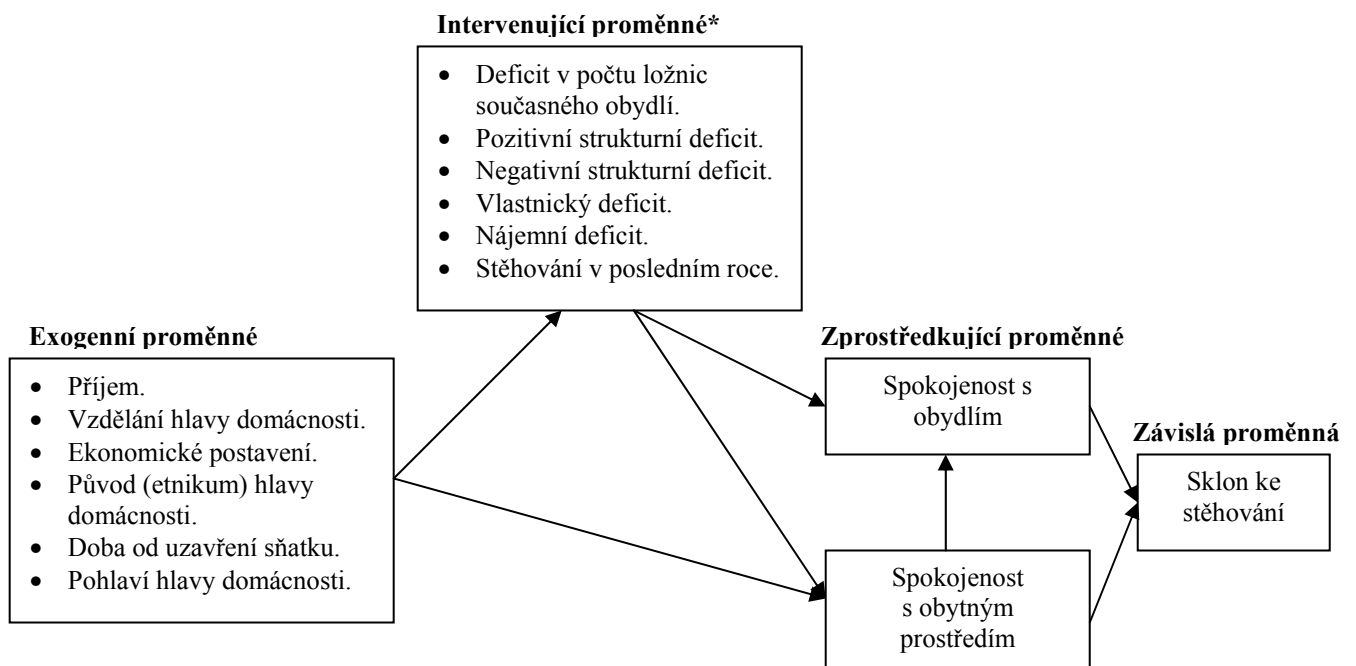 Intervenující proměnné*
• Deficit v počtu ložnic
současného obydlí.
• Pozitivní strukturní deficit.
• Negativní strukturní deficit.
• Vlastnický deficit.
• Nájemní deficit.
• Stěhování v posledním roce.
Exogenní proměnné
• Příjem.
• Vzdělání hlavy domácnosti.
• Ekonomické postavení.
• Původ (etnikum) hlavy
domácnosti.
• Doba od uzavření sňatku.
• Pohlaví hlavy domácnosti.
Zprostředkující proměnné
Spokojenost s
obydlím
Spokojenost
s obytným
prostředím
Závislá proměnná
Sklon ke
stěhování